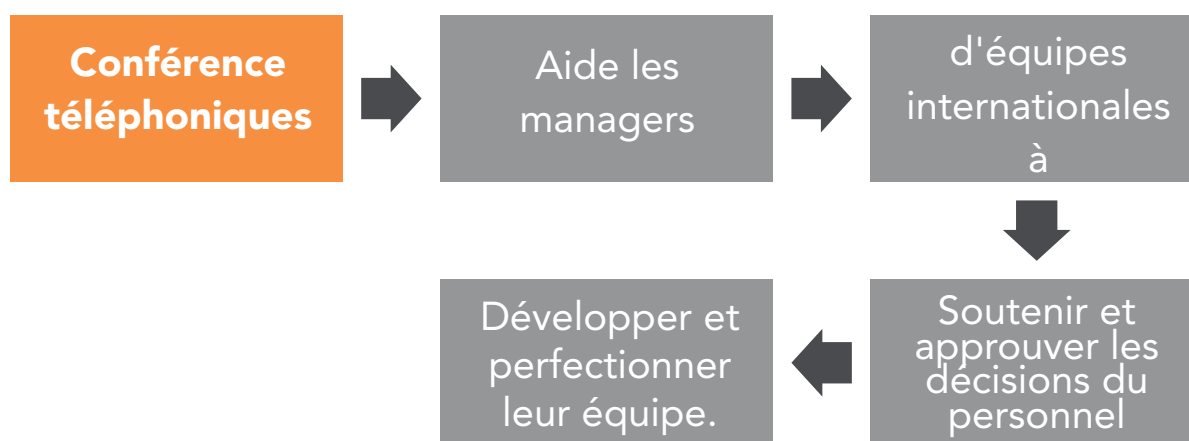 Conférence
téléphoniques
Aide les
managers
d'équipes
internationales
à
Soutenir et
approuver les
décisions du
personnel
Développer et
perfectionner
leur équipe.